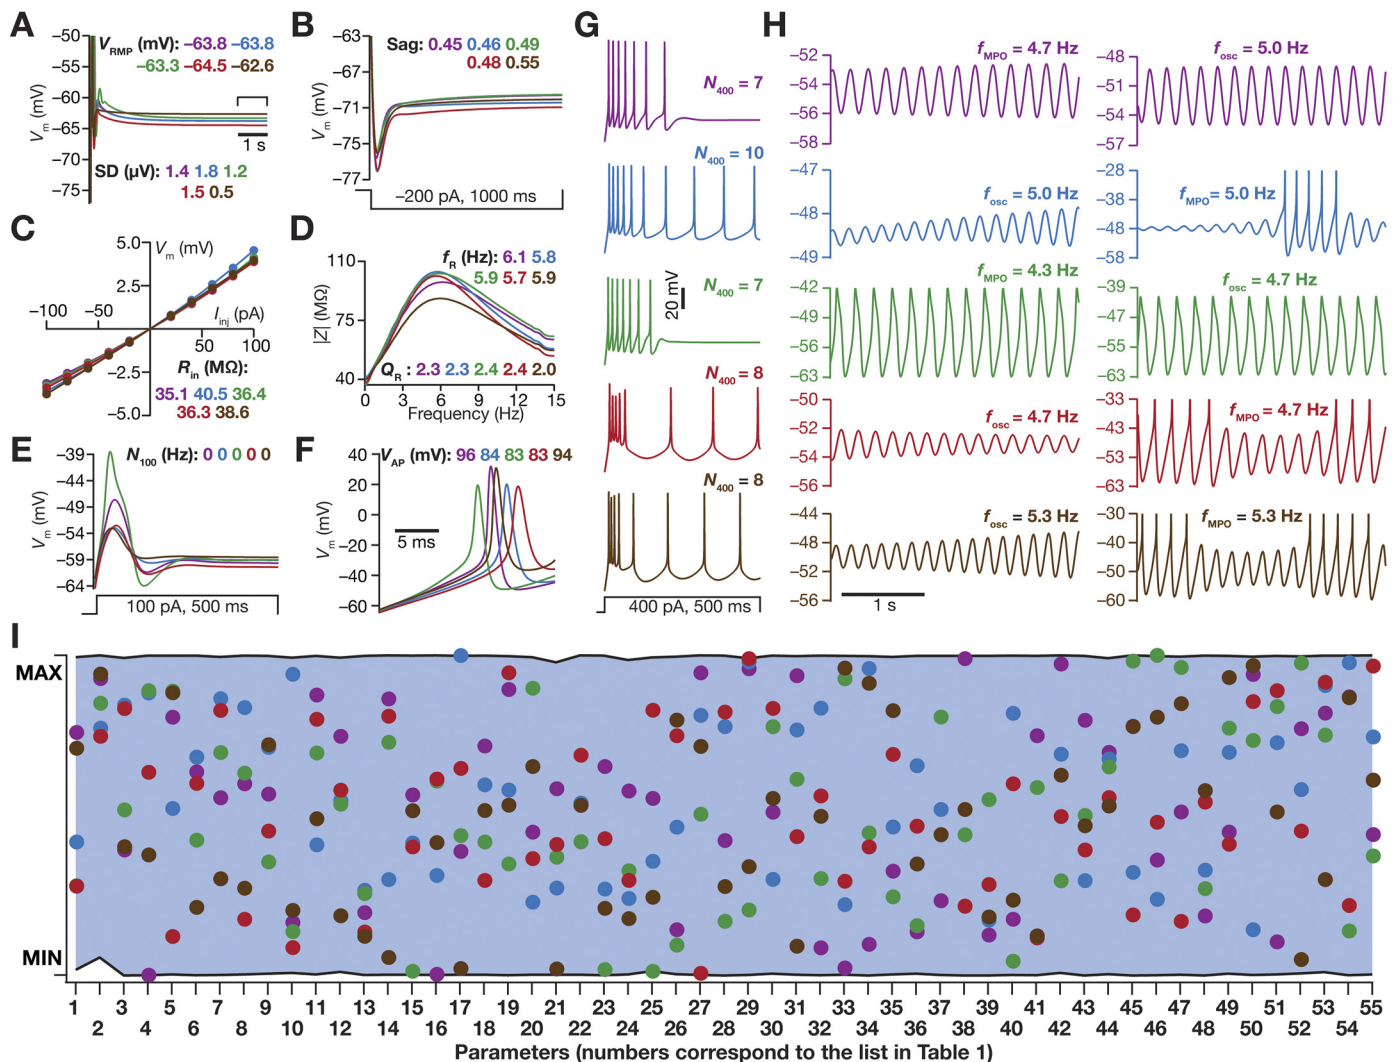 A
V_RMP (mV): −63.8 −63.8
−63.3 −64.5 −62.6
−50
−55
−60
−65
−70
−75
V_m (mV)
1 s
SD (µV): 1.4 1.8 1.2
1.5 0.5
B
Sag: 0.45 0.46 0.49
0.48 0.55
−63
−67
−71
−75
−77
V_m (mV)
−200 pA, 1000 ms
C
V_m (mV)
5.0
2.5
−2.5
−5.0
−100 −50
50 100
I_inj (pA)
R_in (MΩ):
35.1 40.5 36.4
36.3 38.6
D
f_R (Hz): 6.1 5.8
5.9 5.7 5.9
110
75
40
|Z| (MΩ)
Q_R : 2.3 2.3 2.4 2.4 2.0
0 3 6 9 12 15
Frequency (Hz)
E
N_100 (Hz): 0 0 0 0 0
−39
−44
−49
−54
−59
−64
V_m (mV)
100 pA, 500 ms
F
V_AP (mV): 96 84 83 83 94
40
20
0
−20
−40
−60
V_m (mV)
5 ms
G
N_400 = 7
N_400 = 10
N_400 = 7
20 mV
N_400 = 8
N_400 = 8
400 pA, 500 ms
H
f_MPO = 4.7 Hz
−52
−54
−56
−58
f_osc = 5.0 Hz
−48
−51
−54
−57
f_osc = 5.0 Hz
−47
−48
−49
f_MPO = 5.0 Hz
−28
−38
−48
−58
f_MPO = 4.3 Hz
−42
−49
−56
−63
f_osc = 4.7 Hz
−39
−47
−55
−63
f_osc = 4.7 Hz
−50
−52
−54
−56
f_MPO = 4.7 Hz
−33
−43
−53
−63
f_osc = 5.3 Hz
−44
−48
−52
−56
f_MPO = 5.3 Hz
−30
−40
−50
−60
1 s
I
MAX
MIN
1 3 5 7 9 11 13 15 17 19 21 23 25 27 29 31 33 35 37 39 41 43 45 47 49 51 53 55
2 4 6 8 10 12 14 16 18 20 22 24 26 28 30 32 34 36 38 40 42 44 46 48 50 52 54
Parameters (numbers correspond to the list in Table 1)